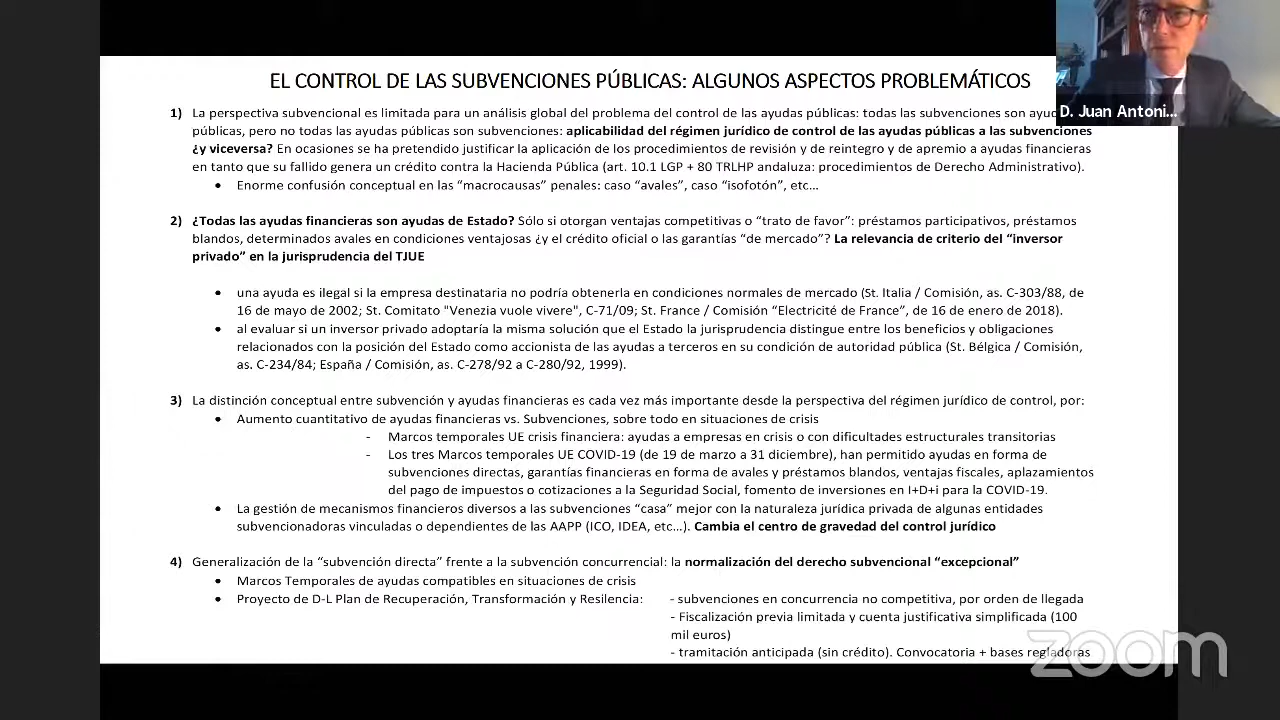 EL CONTROL DE LAS SUBVENCIONES PÚBLICAS: ALGUNOS ASPECTOS PROBLEMÁTICOS
D. Juan Antoni...
1) La perspectiva subvencional es limitada para un análisis global del problema del control de las ayudas públicas: todas las subvenciones son
públicas, pero no todas las ayudas públicas son subvenciones: aplicabilidad del régimen jurídico de control de las ayudas públicas a las subvenciones
¿y viceversa? En ocasiones se ha pretendido justificar la aplicación de los procedimientos de revisión y de reintegro y de apremio a ayudas financieras
en tanto que su fallido genera un crédito contra la Hacienda Pública (art. 10.1 LGP + 80 TRLHP andaluza: procedimientos de Derecho Administrativo).
• Enorme confusión conceptual en las “macrocausas” penales: caso “avales”, caso “isofotón”, etc…
2) ¿Todas las ayudas financieras son ayudas de Estado? Sólo si otorgan ventajas competitivas o “trato de favor”: préstamos participativos, préstamos
blandos, determinados avales en condiciones ventajosas ¿y el crédito oficial o las garantías “de mercado”? La relevancia de criterio del “inversor
privado” en la jurisprudencia del TJUE
• una ayuda es ilegal si la empresa destinataria no podría obtenerla en condiciones normales de mercado (St. Italia / Comisión, as. C-303/88, de
16 de mayo de 2002; St. Comitato "Venezia vuole vivere", C-71/09; St. France / Comisión “Electricité de France”, de 16 de enero de 2018).
• al evaluar si un inversor privado adoptaría la misma solución que el Estado la jurisprudencia distingue entre los beneficios y obligaciones
relacionados con la posición del Estado como accionista de las ayudas a terceros en su condición de autoridad pública (St. Bélgica / Comisión,
as. C-234/84; España / Comisión, as. C-278/92 a C-280/92, 1999).
3) La distinción conceptual entre subvención y ayudas financieras es cada vez más importante desde la perspectiva del régimen jurídico de control, por:
• Aumento cuantitativo de ayudas financieras vs. Subvenciones, sobre todo en situaciones de crisis
- Marcos temporales UE crisis financiera: ayudas a empresas en crisis o con dificultades estructurales transitorias
- Los tres Marcos temporales UE COVID-19 (de 19 de marzo a 31 diciembre), han permitido ayudas en forma de
subvenciones directas, garantías financieras en forma de avales y préstamos blandos, ventajas fiscales, aplazamientos
del pago de impuestos o cotizaciones a la Seguridad Social, fomento de inversiones en I+D+i para la COVID-19.
• La gestión de mecanismos financieros diversos a las subvenciones “casa” mejor con la naturaleza jurídica privada de algunas entidades
subvencionadoras vinculadas o dependientes de las AAPP (ICO, IDEA, etc…). Cambia el centro de gravedad del control jurídico
4) Generalización de la “subvención directa” frente a la subvención concurrencial: la normalización del derecho subvencional “excepcional”
• Marcos Temporales de ayudas compatibles en situaciones de crisis
• Proyecto de D-L Plan de Recuperación, Transformación y Resilencia: - subvenciones en concurrencia no competitiva, por orden de llegada
- Fiscalización previa limitada y cuenta justificativa simplificada (100
mil euros)
- tramitación anticipada (sin crédito). Convocatoria + bases regladoras
zoom